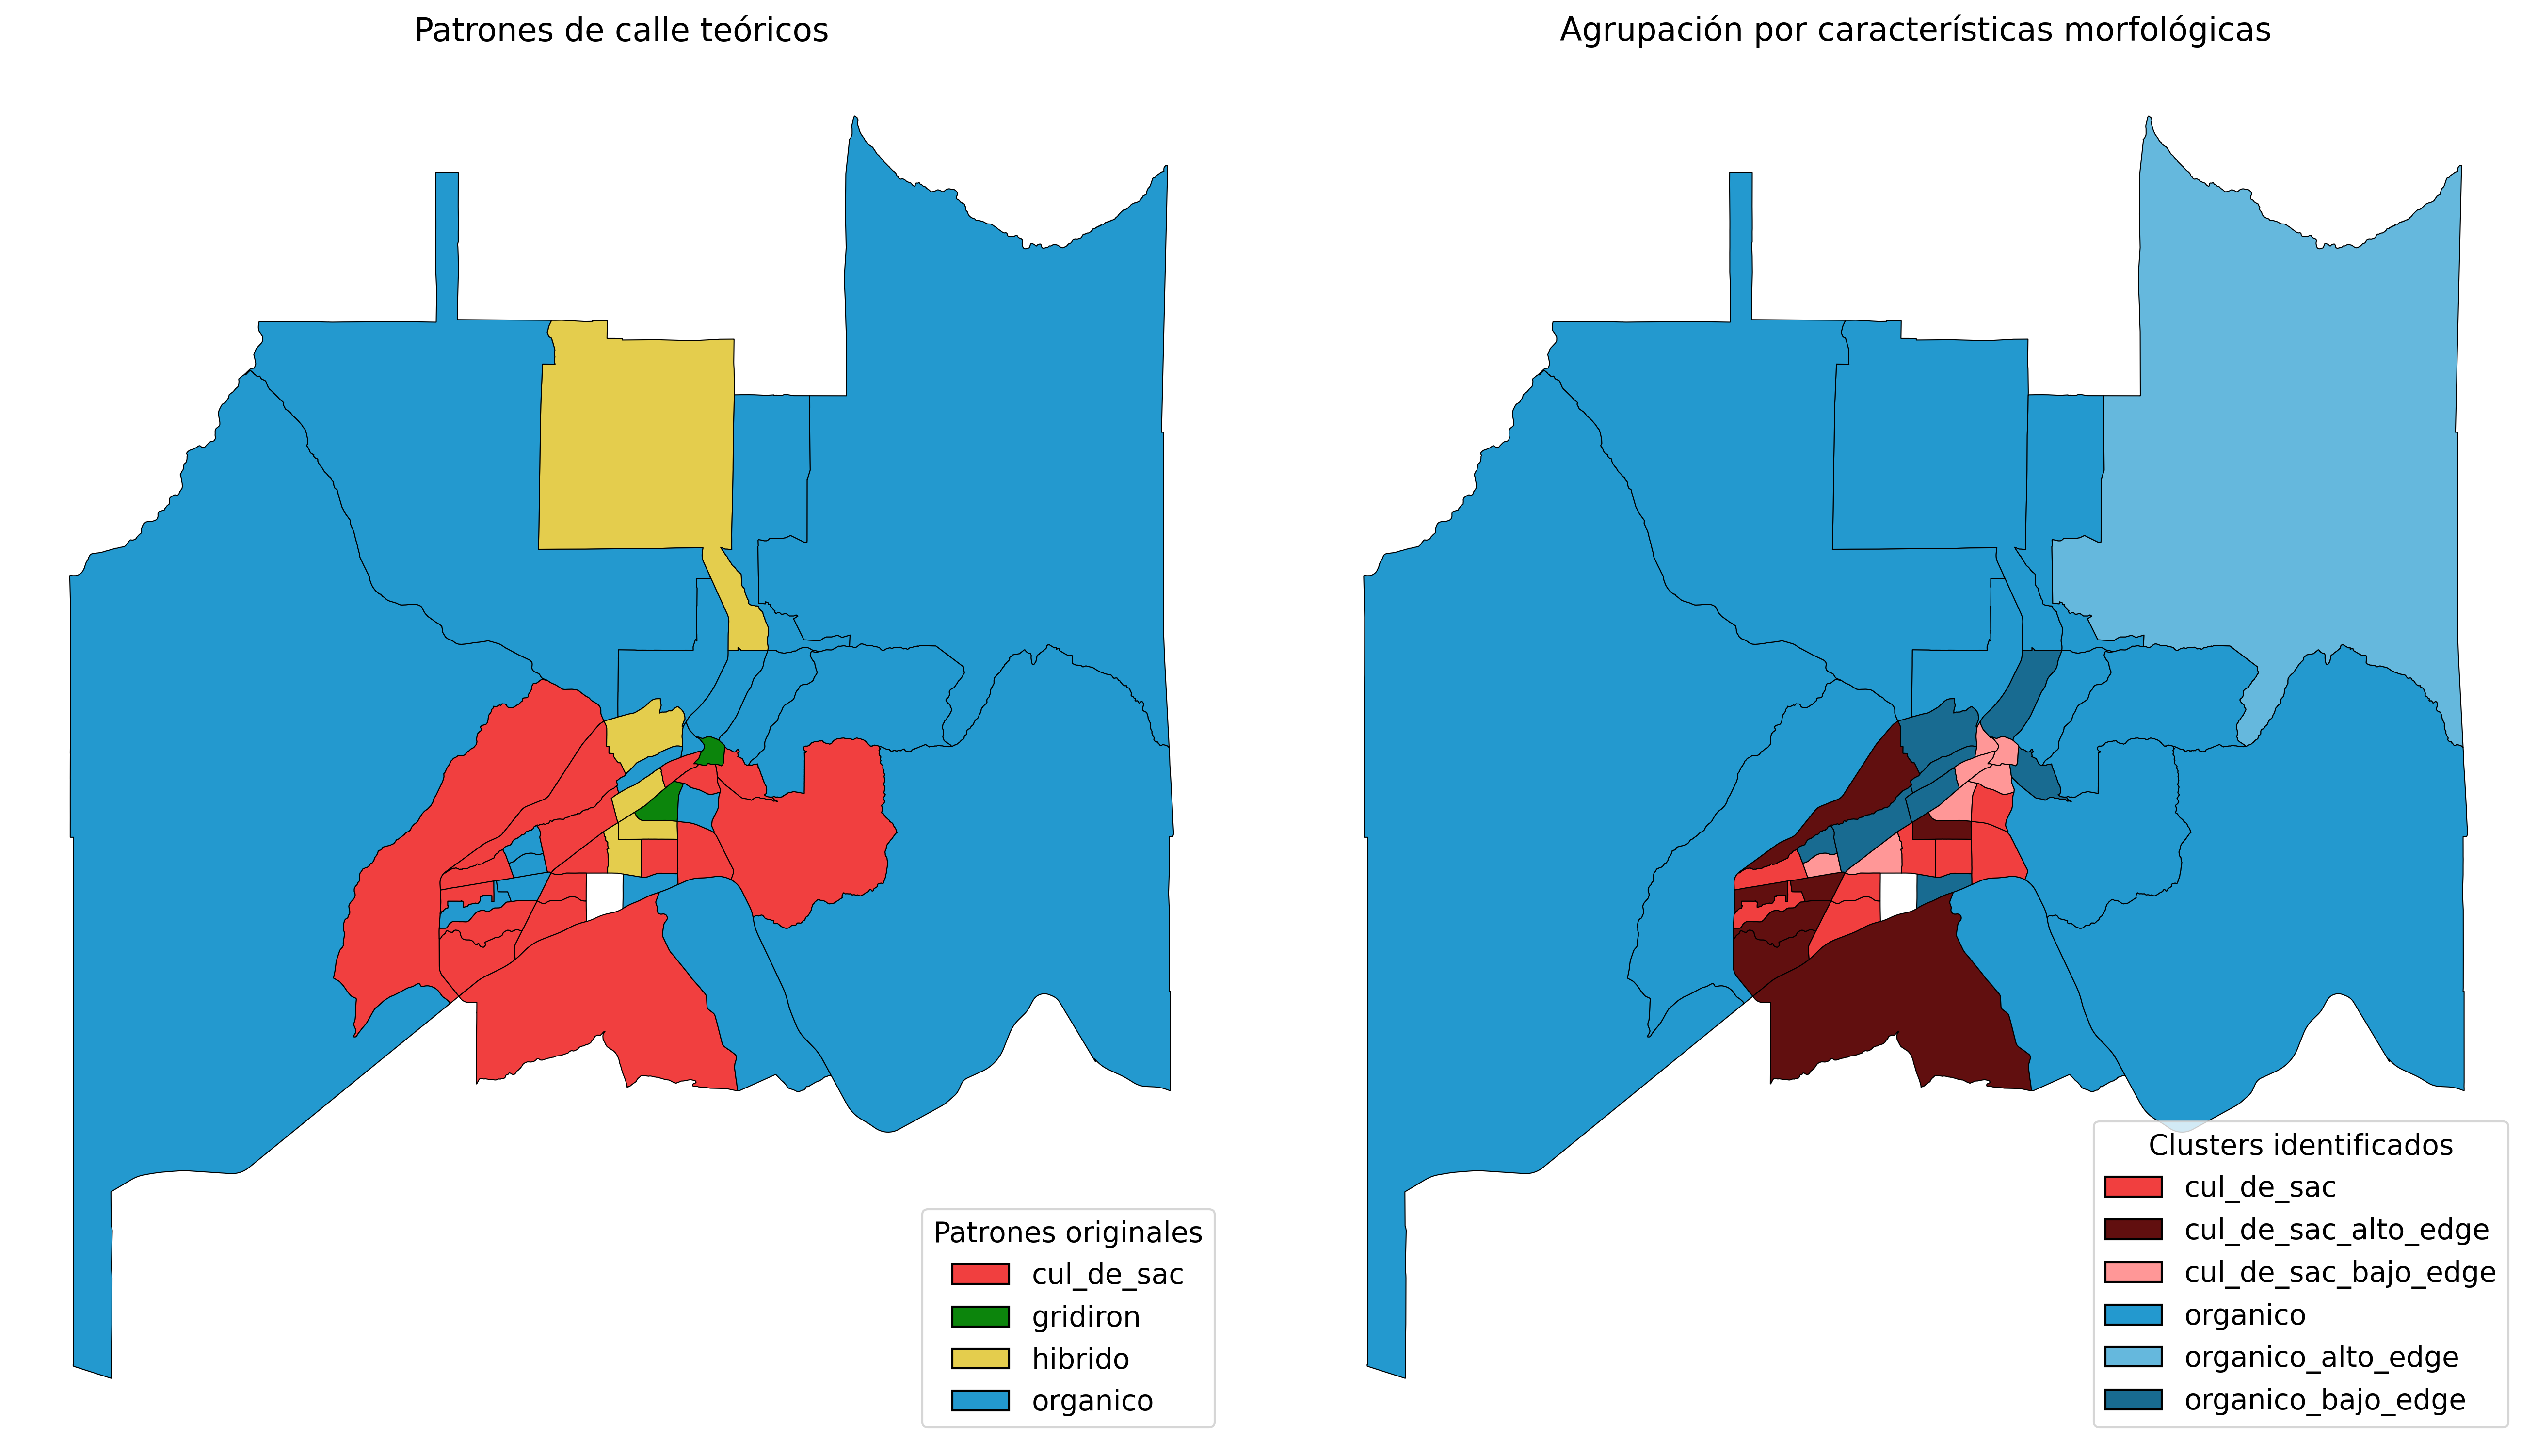 Patrones de calle teóricos
Agrupación por características morfológicas
Patrones originales
cul_de_sac
gridiron
hibrido
organico
Clusters identificados
cul_de_sac
cul_de_sac_alto_edge
cul_de_sac_bajo_edge
organico
organico_alto_edge
organico_bajo_edge